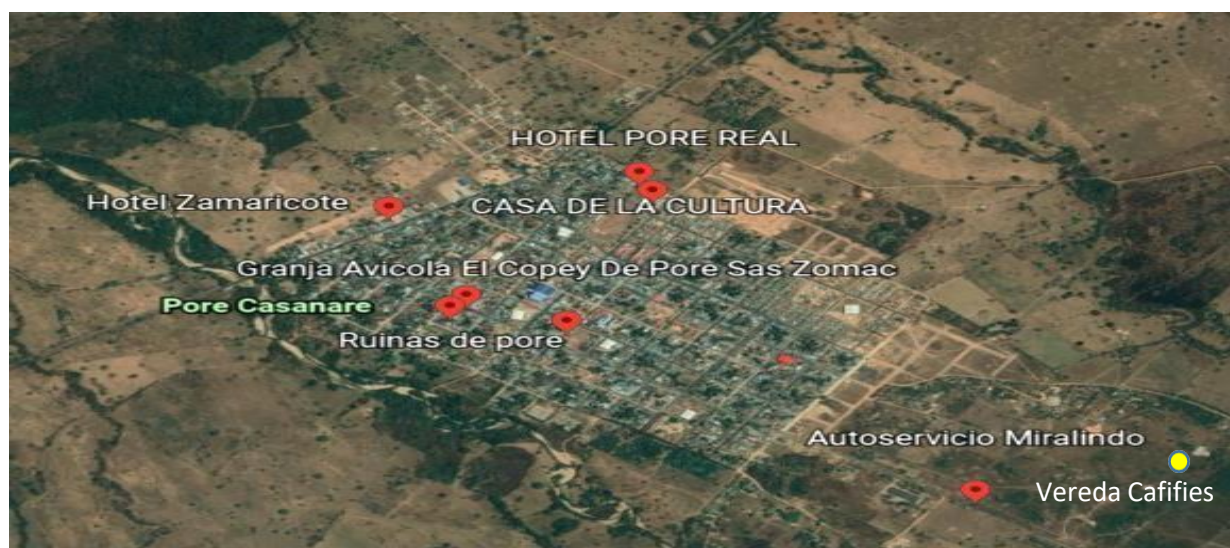 HOTEL PORE REAL
Hotel Zamaricote
CASA DE LA CULTURA
Granja Avicola El Copey De Pore Sas Zomac
Pore Casanare
Ruinas de pore
Autoservicio Miralindo
Vereda Cafifies